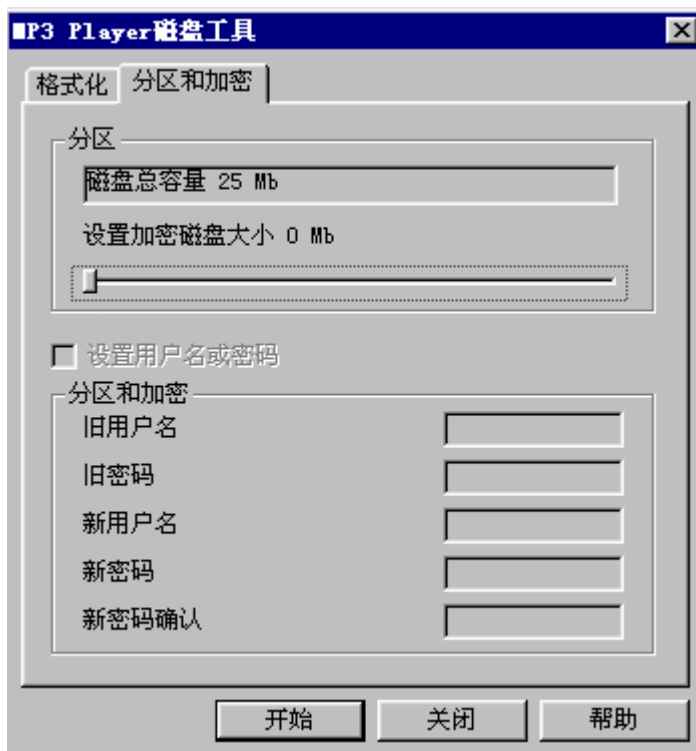 MP3 Player磁盘工具
格式化 分区和加密
分区
磁盘总容量 25 Mb
设置加密磁盘大小 0 Mb
设置用户名或密码
分区和加密
旧用户名
旧密码
新用户名
新密码
新密码确认
开始 关闭 帮助